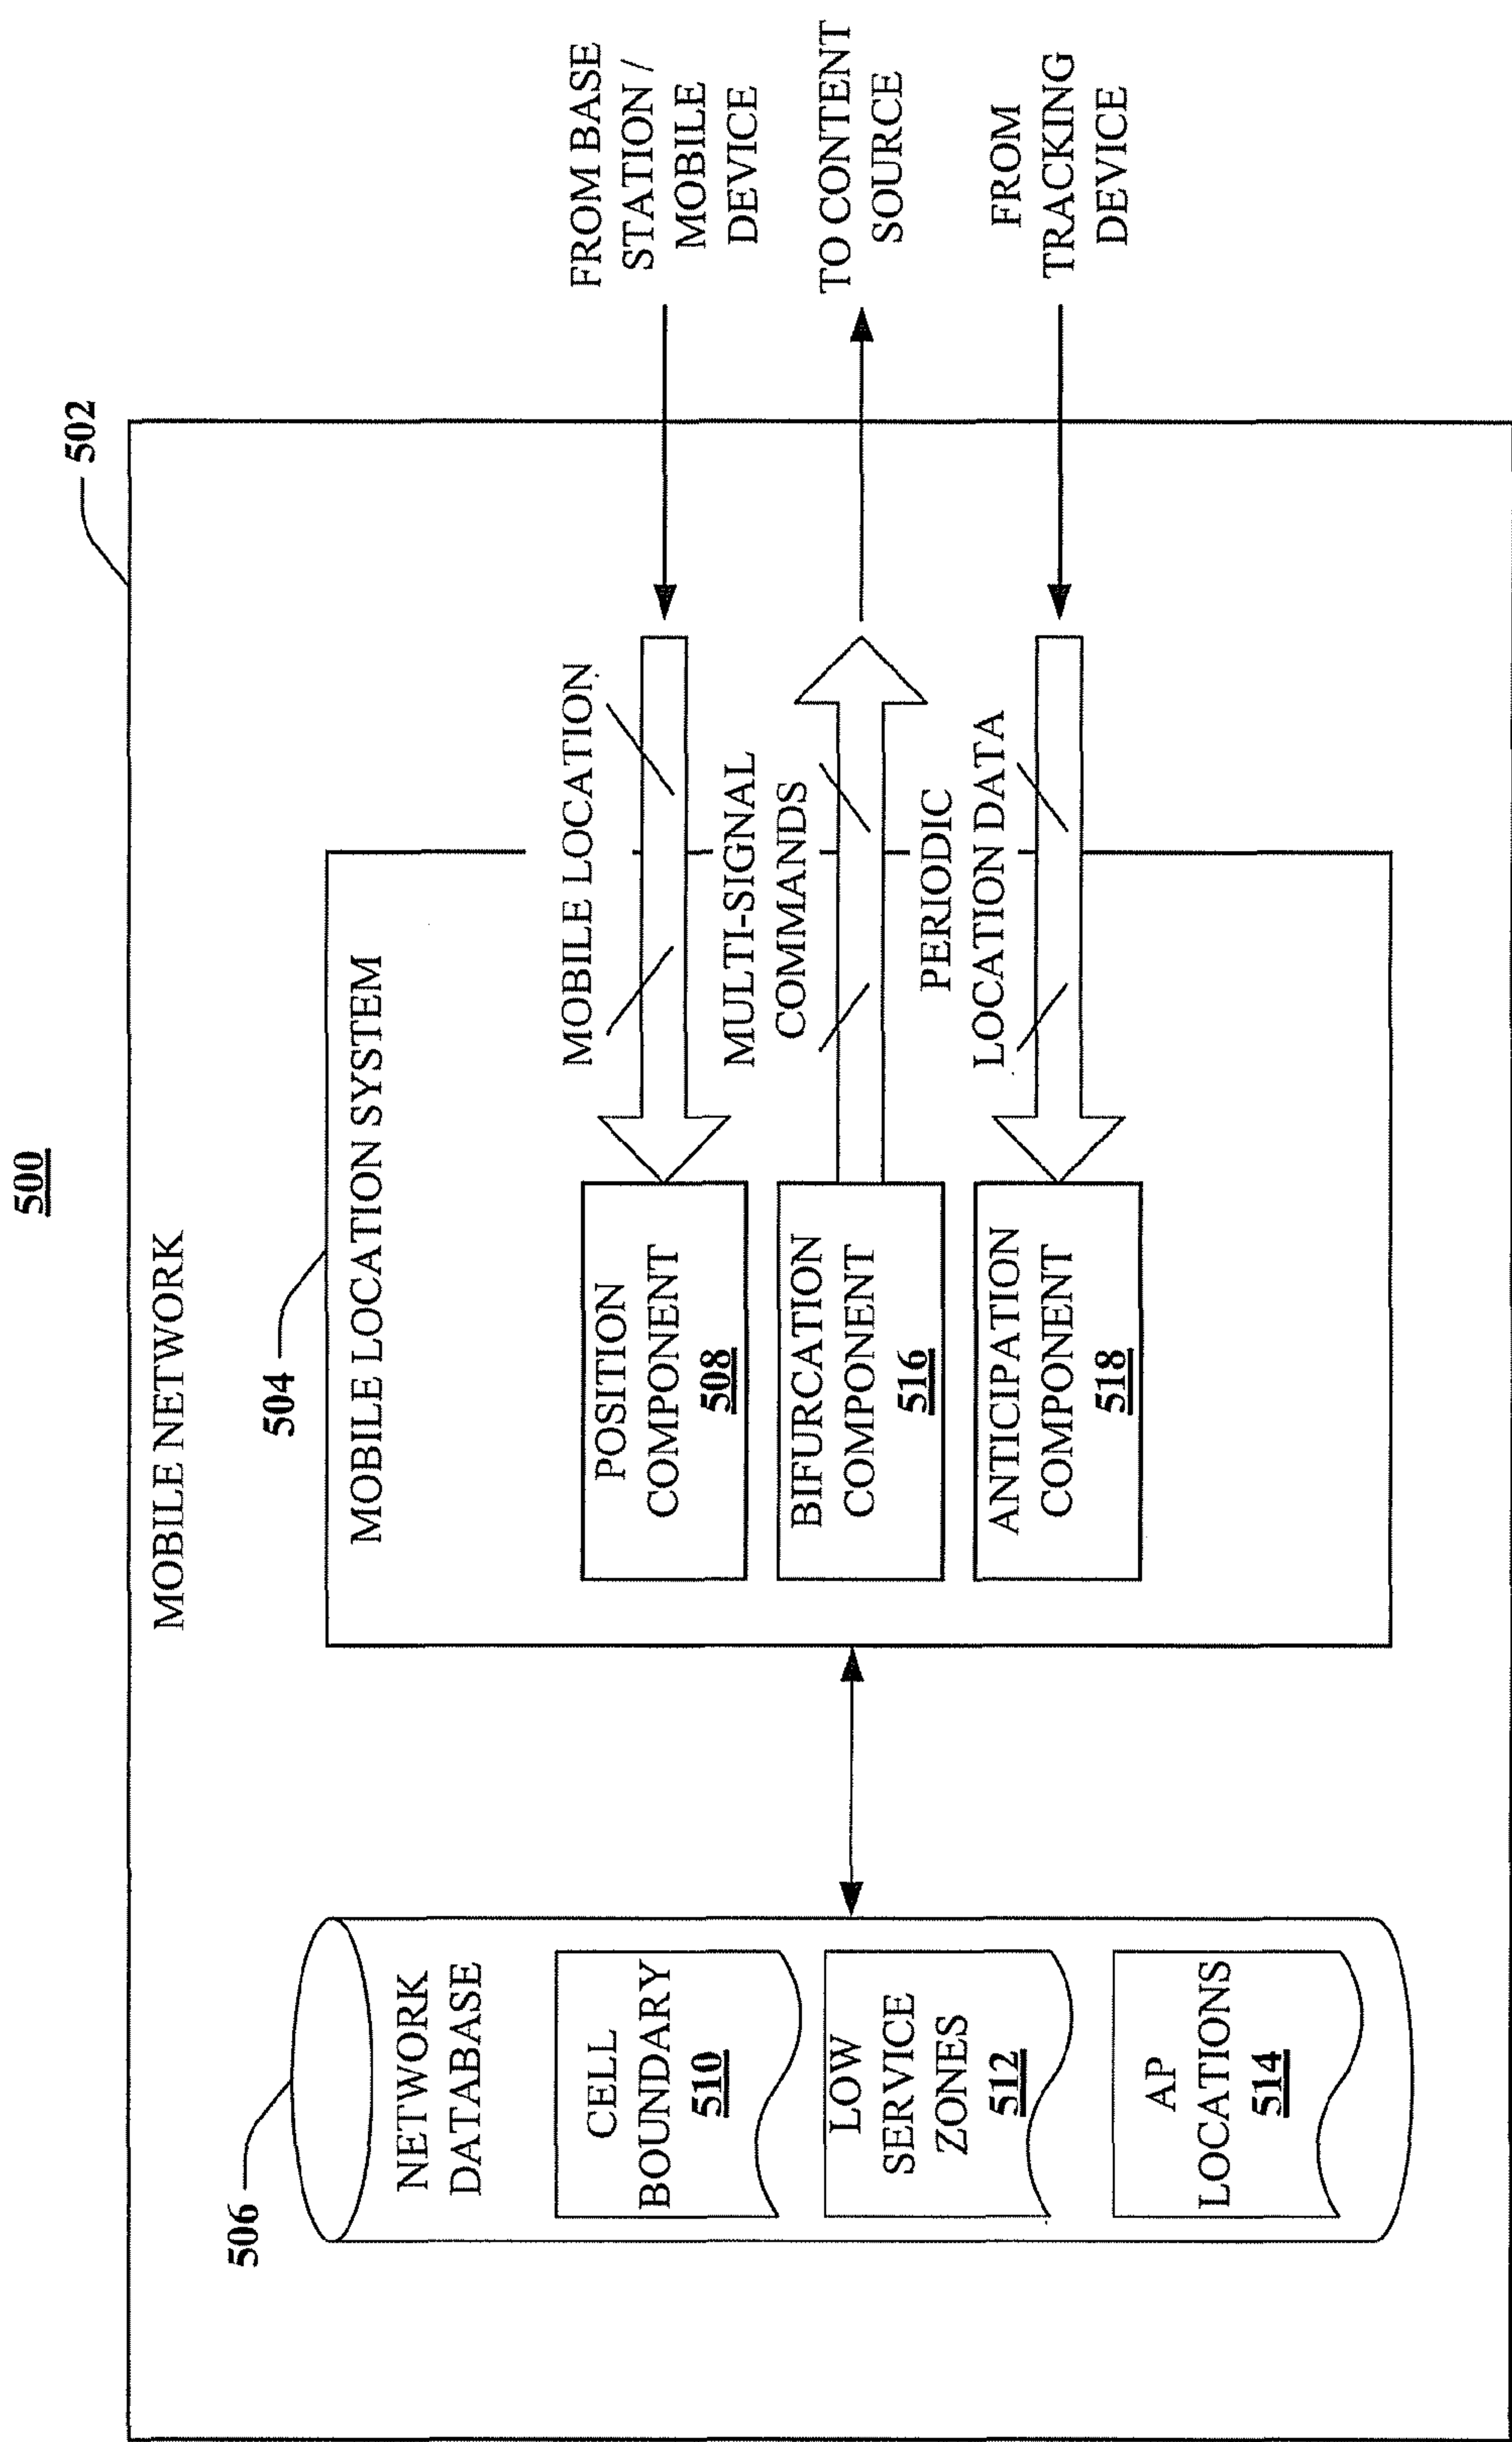 500
502
MOBILE NETWORK
506
NETWORK
DATABASE
CELL
BOUNDARY
510
LOW
SERVICE
ZONES
512
AP
LOCATIONS
514
504
MOBILE LOCATION SYSTEM
POSITION
COMPONENT
508
BIFURCATION
COMPONENT
516
ANTICIPATION
COMPONENT
518
MOBILE LOCATION
MULTI-SIGNAL
COMMANDS
PERIODIC
LOCATION DATA
FROM BASE
STATION /
MOBILE
DEVICE
TO CONTENT
SOURCE
FROM
TRACKING
DEVICE